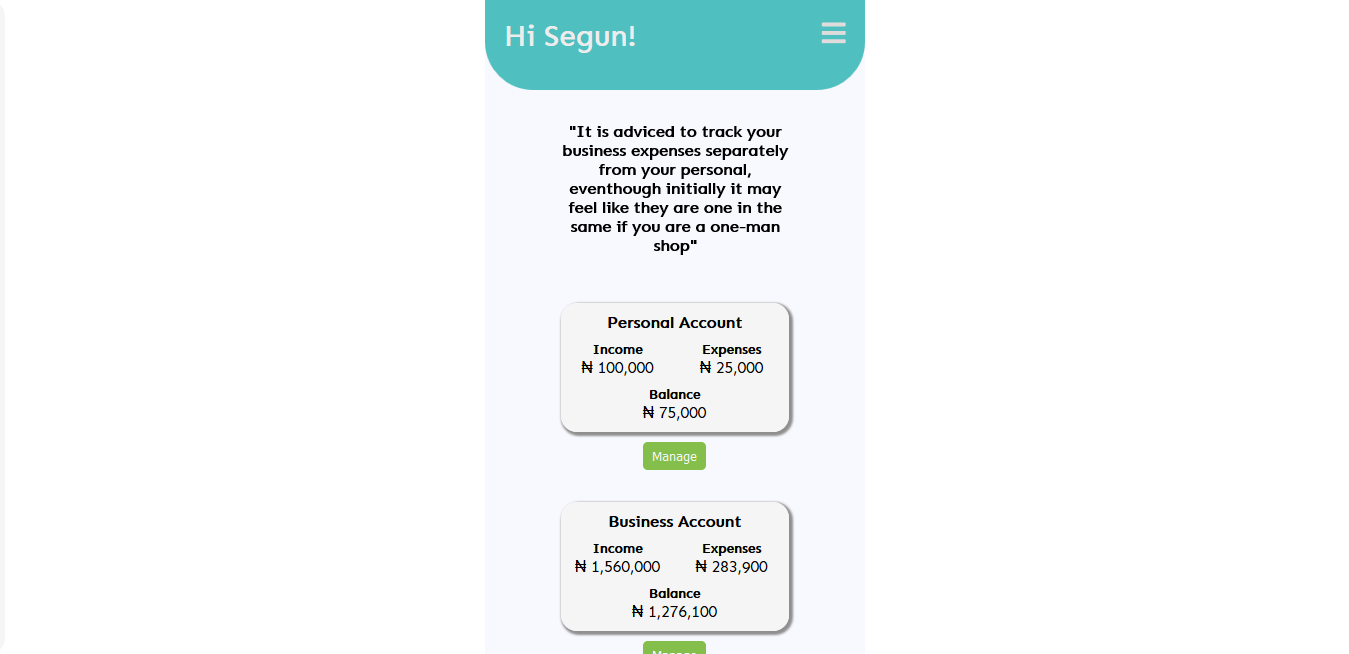 Hi Segun!
"It is adviced to track your
business expenses separately
from your personal,
eventhough initially it may
feel like they are one in the
same if you are a one-man
shop"
Personal Account
Income Expenses
₦ 100,000 ₦ 25,000
Balance
₦ 75,000
Manage
Business Account
Income Expenses
₦ 1,560,000 ₦ 283,900
Balance
₦ 1,276,100